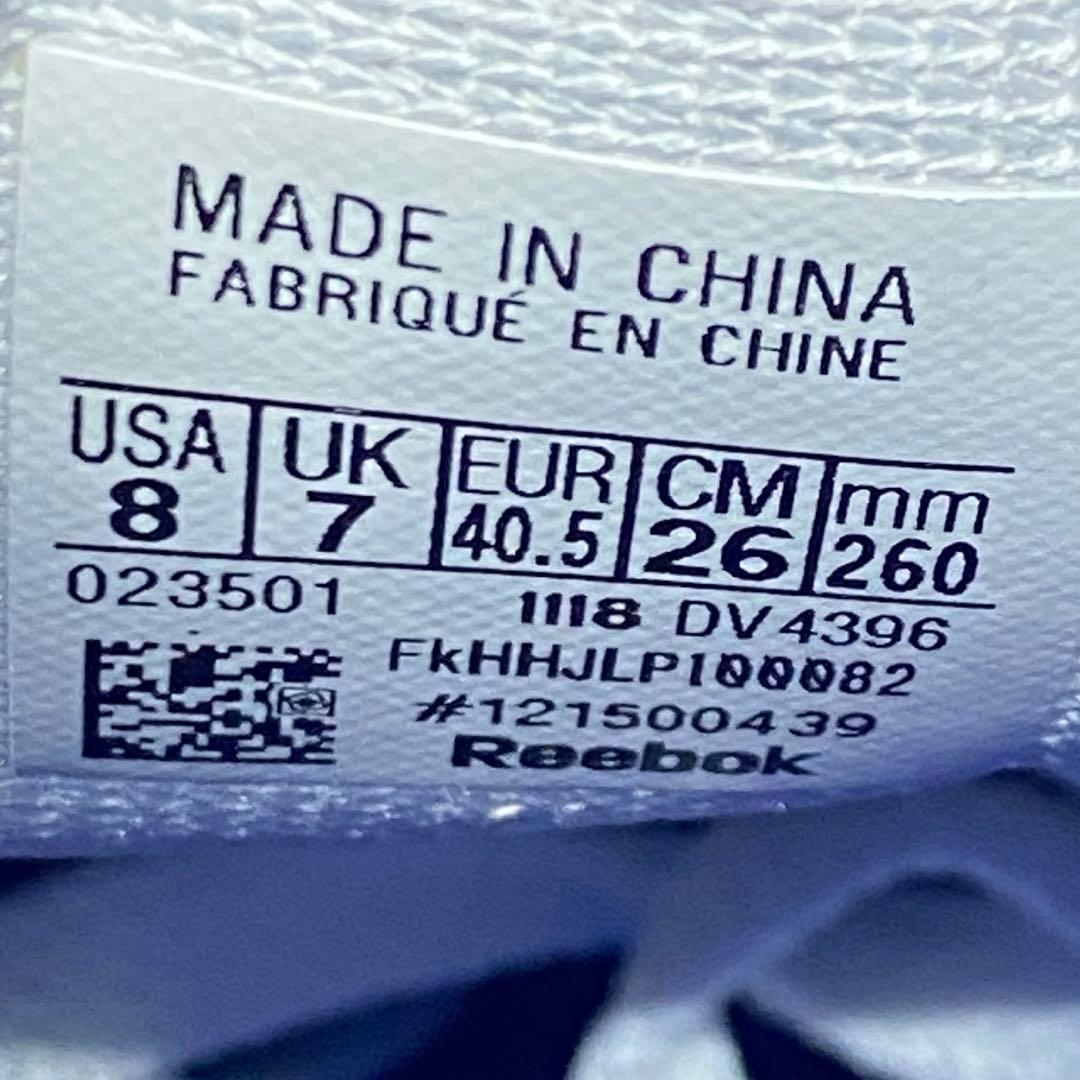 MADE IN CHINA
FABRIQUÉ EN CHINE
USA UK EUR CM mm
8 7 40.5 26 260
023501 1118 DV4396
FkHHJLP100082
#121500439
Reebok